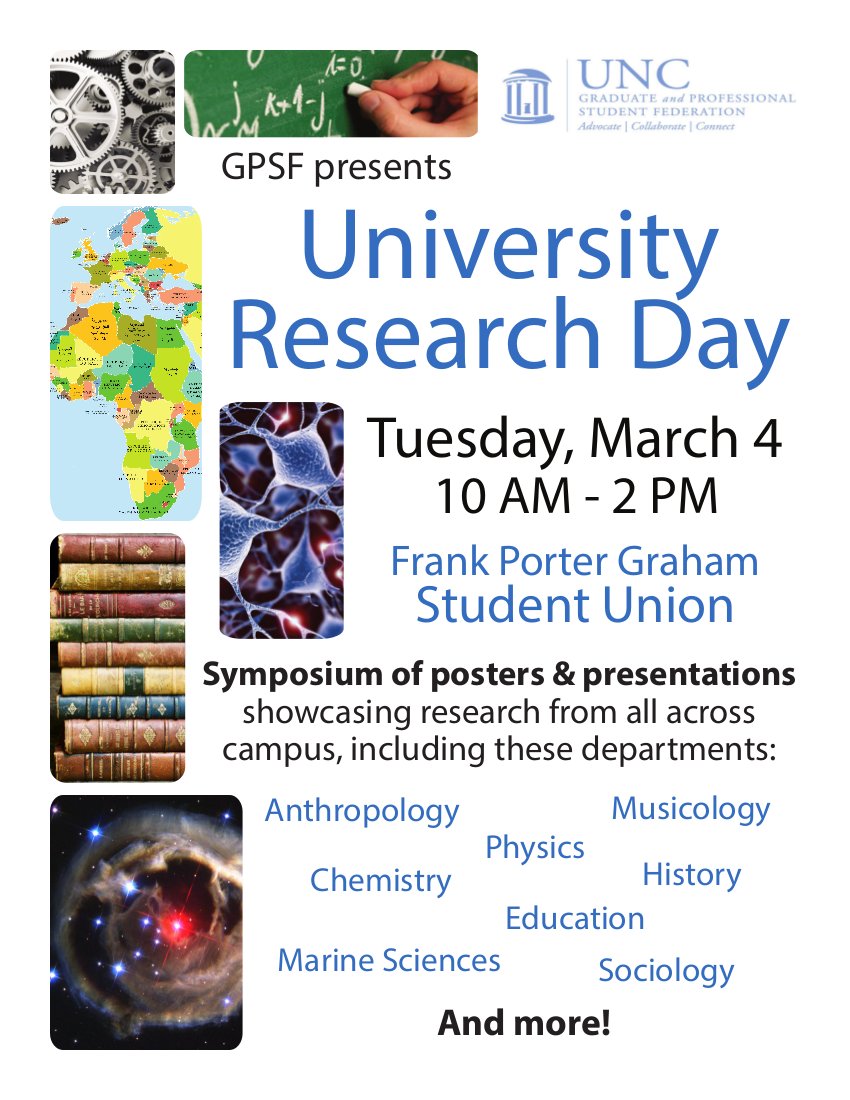 UNC
GRADUATE and PROFESSIONAL
STUDENT FEDERATION
Advocate | Collaborate | Connect
GPSF presents
University
Research Day
Tuesday, March 4
10 AM - 2 PM
Frank Porter Graham
Student Union
Symposium of posters & presentations
showcasing research from all across
campus, including these departments:
Anthropology
Musicology
Physics
Chemistry
History
Education
Marine Sciences
Sociology
And more!